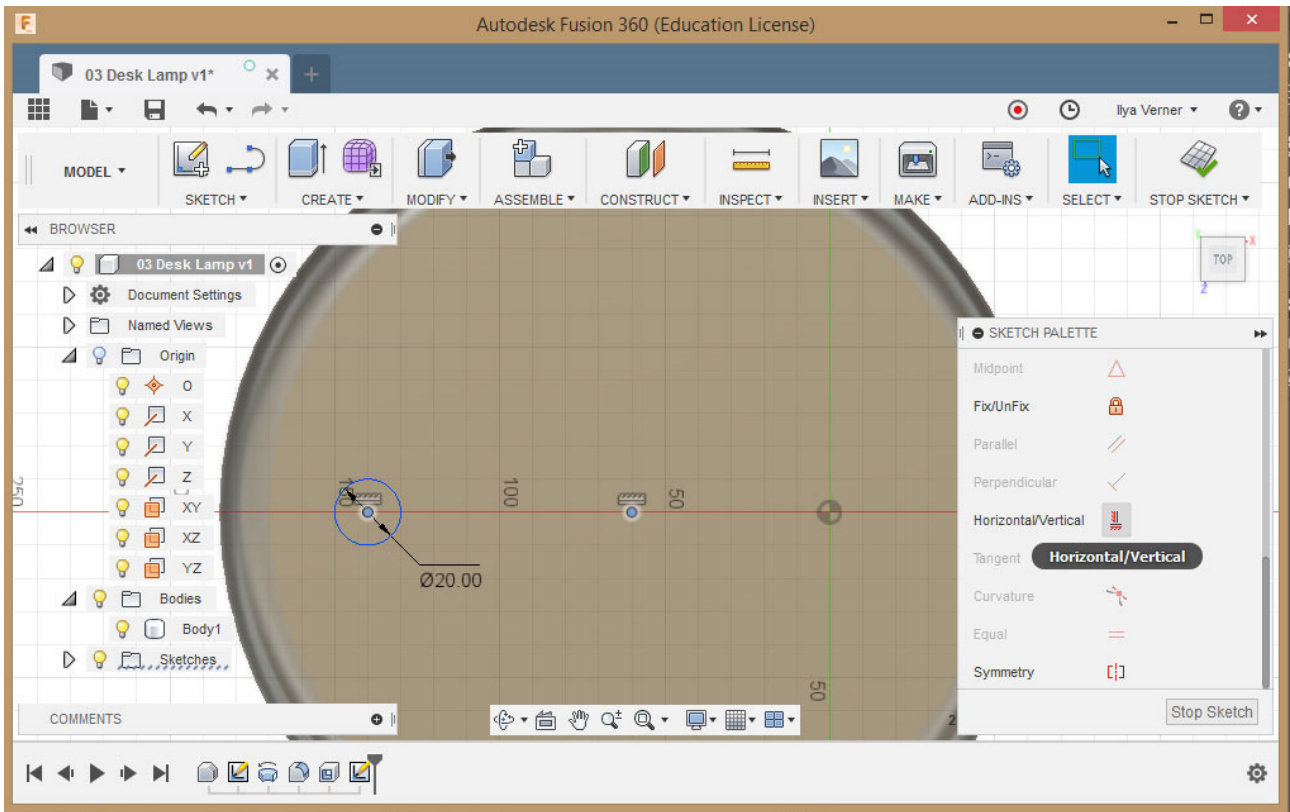 Autodesk Fusion 360 (Education License)
03 Desk Lamp v1*
Ilya Verner
MODEL
SKETCH CREATE MODIFY ASSEMBLE CONSTRUCT INSPECT INSERT MAKE ADD-INS SELECT STOP SKETCH
BROWSER
03 Desk Lamp v1
Document Settings
Named Views
Origin
O
X
Y
Z
XY
XZ
YZ
Bodies
Body1
Sketches
COMMENTS
250
100
50
Ø20.00
50
Y
X
TOP
Z
SKETCH PALETTE
Midpoint
Fix/UnFix
Parallel
Perpendicular
Horizontal/Vertical
Tangent
Horizontal/Vertical
Curvature
Equal
Symmetry
Stop Sketch
2